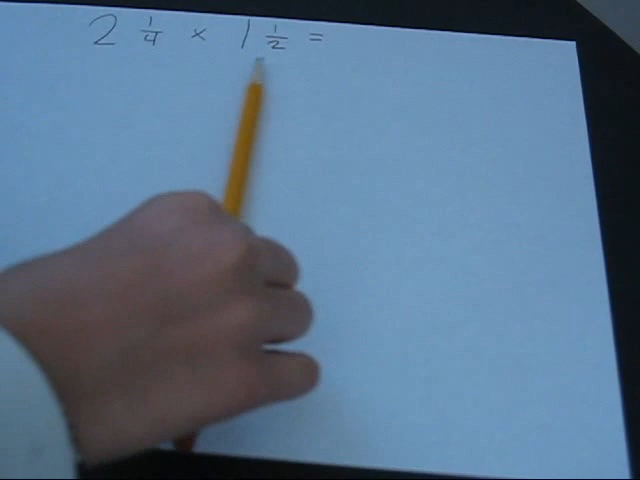 2 1/4 × 1 1/2 =